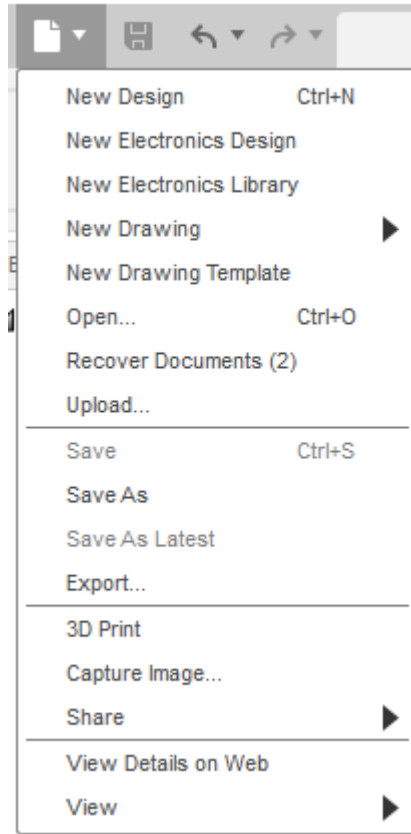 New Design Ctrl+N
New Electronics Design
New Electronics Library
New Drawing
New Drawing Template
Open... Ctrl+O
Recover Documents (2)
Upload...
Save Ctrl+S
Save As
Save As Latest
Export...
3D Print
Capture Image...
Share
View Details on Web
View